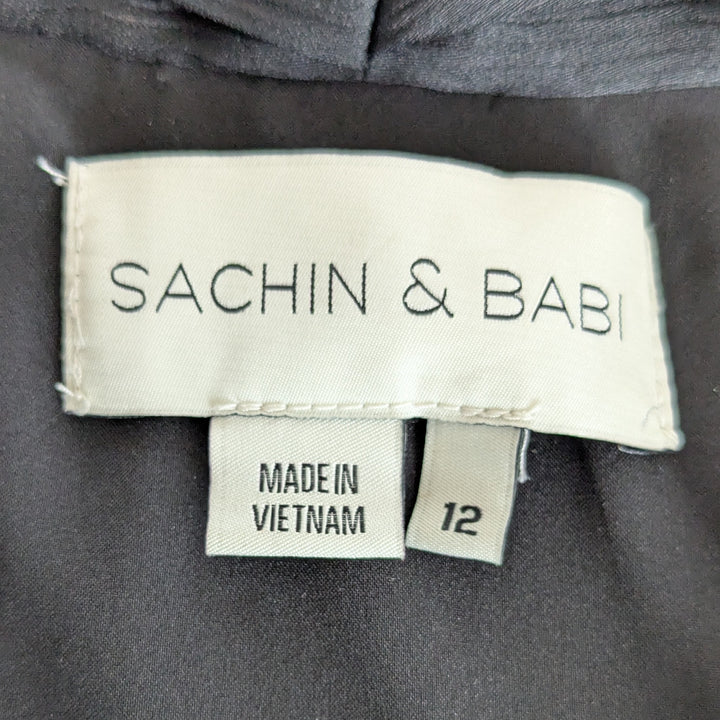 SACHIN & BABI
MADE IN
VIETNAM
12